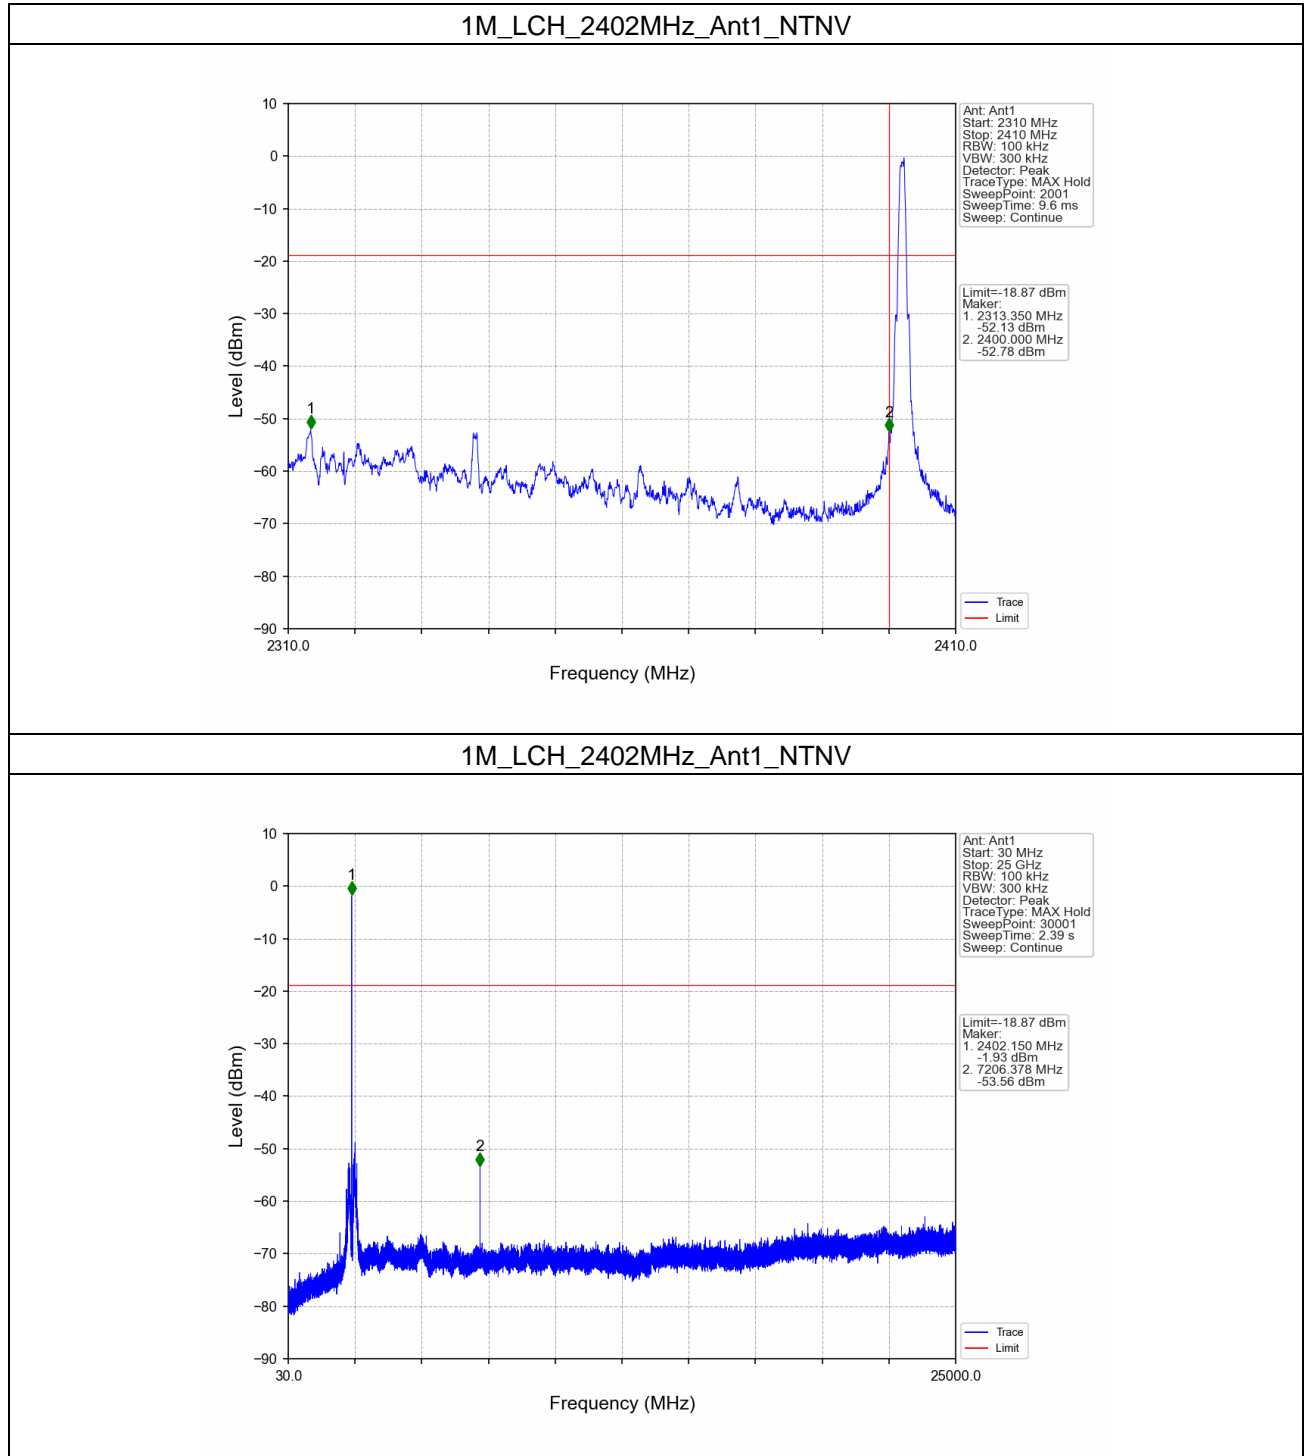 1M_LCH_2402MHz_Ant1_NTNV
10
0
−10
−20
−30
−40
−50
−60
−70
−80
−90
Level (dBm)
1
2
2310.0
2410.0
Frequency (MHz)
Ant: Ant1
Start: 2310 MHz
Stop: 2410 MHz
RBW: 100 kHz
VBW: 300 kHz
Detector: Peak
TraceType: MAX Hold
SweepPoint: 2001
SweepTime: 9.6 ms
Sweep: Continue
Limit=-18.87 dBm
Maker:
1. 2313.350 MHz
-52.13 dBm
2. 2400.000 MHz
-52.78 dBm
Trace
Limit
1M_LCH_2402MHz_Ant1_NTNV
10
0
−10
−20
−30
−40
−50
−60
−70
−80
−90
Level (dBm)
1
2
30.0
25000.0
Frequency (MHz)
Ant: Ant1
Start: 30 MHz
Stop: 25 GHz
RBW: 100 kHz
VBW: 300 kHz
Detector: Peak
TraceType: MAX Hold
SweepPoint: 30001
SweepTime: 2.39 s
Sweep: Continue
Limit=-18.87 dBm
Maker:
1. 2402.150 MHz
-1.93 dBm
2. 7206.378 MHz
-53.56 dBm
Trace
Limit